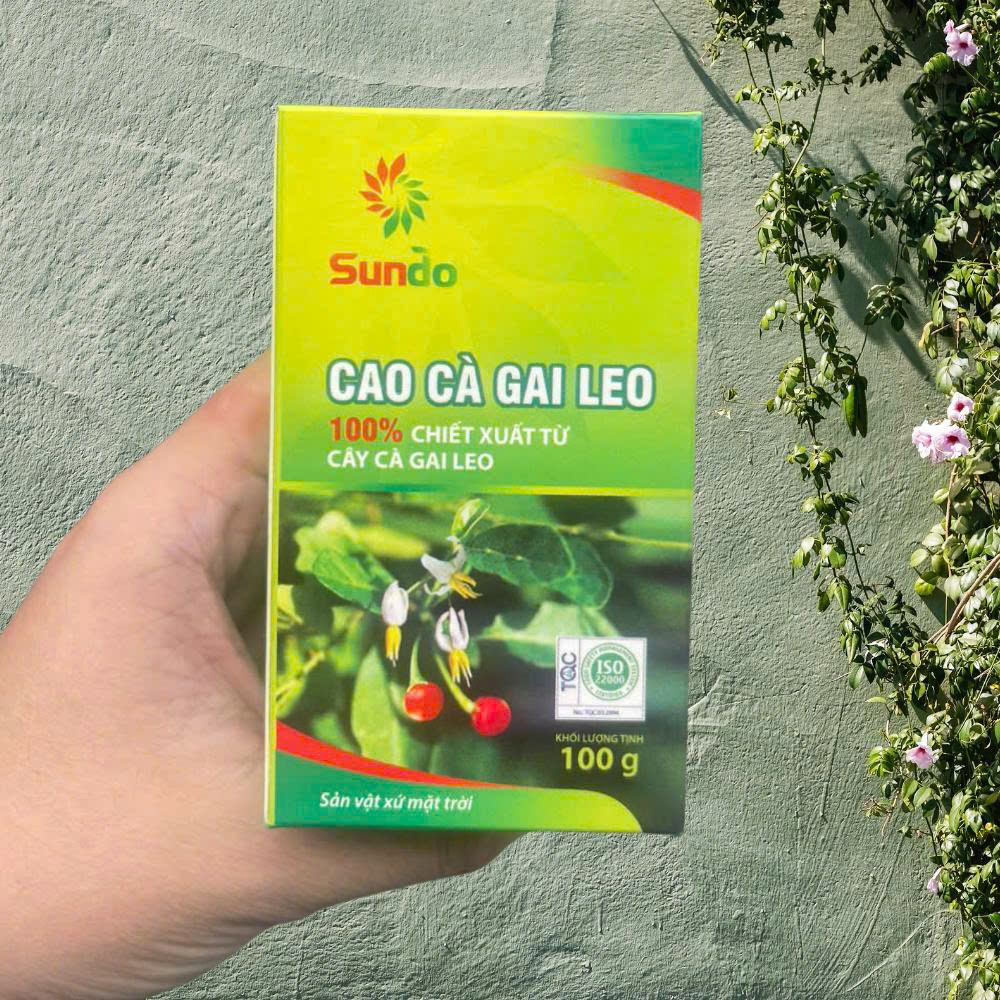 Sundo
CAO CÀ GAI LEO
100% CHIẾT XUẤT TỪ
CÂY CÀ GAI LEO
TQC
ISO
22000
KHỐI LƯỢNG TỊNH
100 g
Sản vật xứ mặt trời